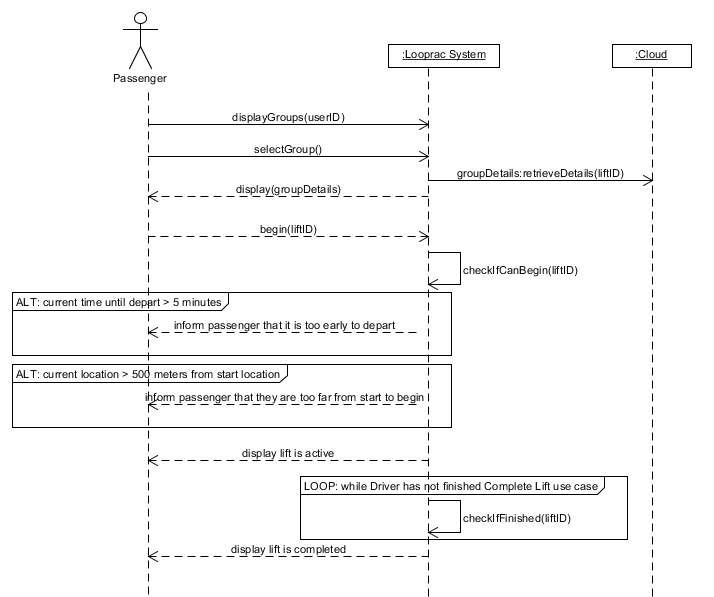 :Looprac System
:Cloud
Passenger
displayGroups(userID)
selectGroup()
groupDetails:retrieveDetails(liftID)
display(groupDetails)
begin(liftID)
checkIfCanBegin(liftID)
ALT: current time until depart > 5 minutes
inform passenger that it is too early to depart
ALT: current location > 500 meters from start location
inform passenger that they are too far from start to begin
display lift is active
LOOP: while Driver has not finished Complete Lift use case
checkIfFinished(liftID)
display lift is completed